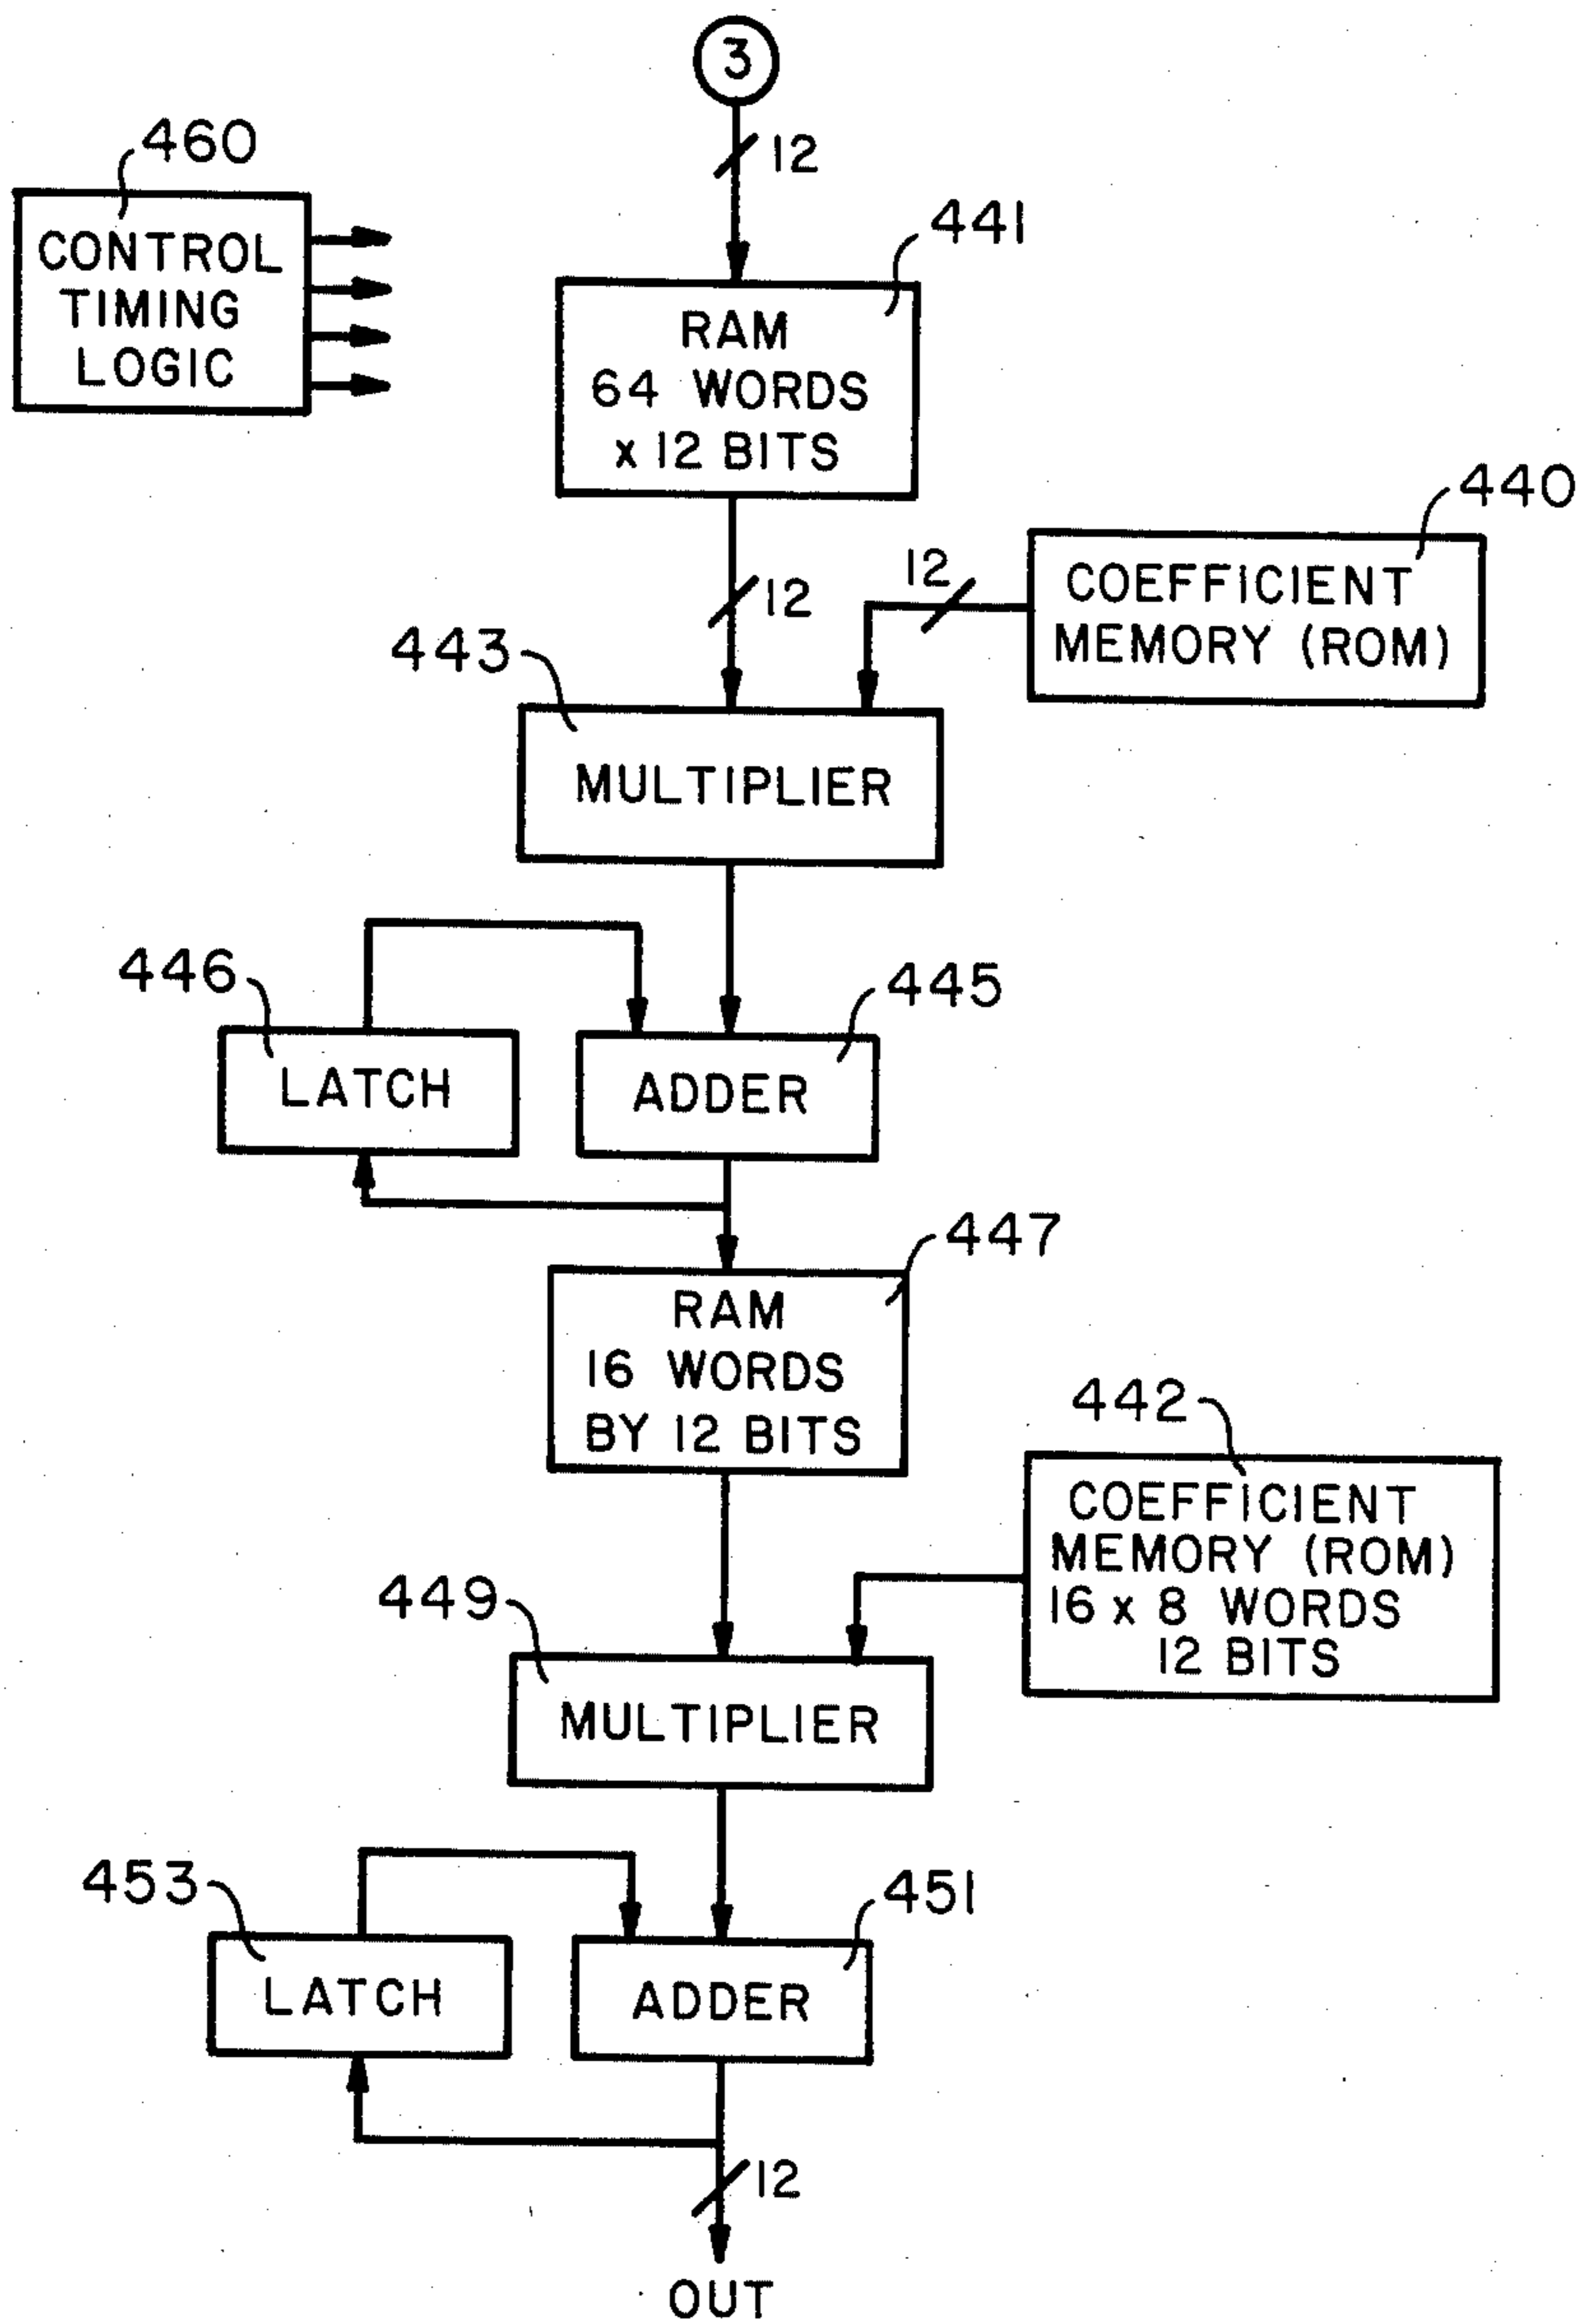 3
12
460
CONTROL
TIMING
LOGIC
441
RAM
64 WORDS
x 12 BITS
440
COEFFICIENT
MEMORY (ROM)
12
12
443
MULTIPLIER
446
LATCH
445
ADDER
447
RAM
16 WORDS
BY 12 BITS
442
COEFFICIENT
MEMORY (ROM)
16 x 8 WORDS
12 BITS
449
MULTIPLIER
453
LATCH
451
ADDER
12
OUT